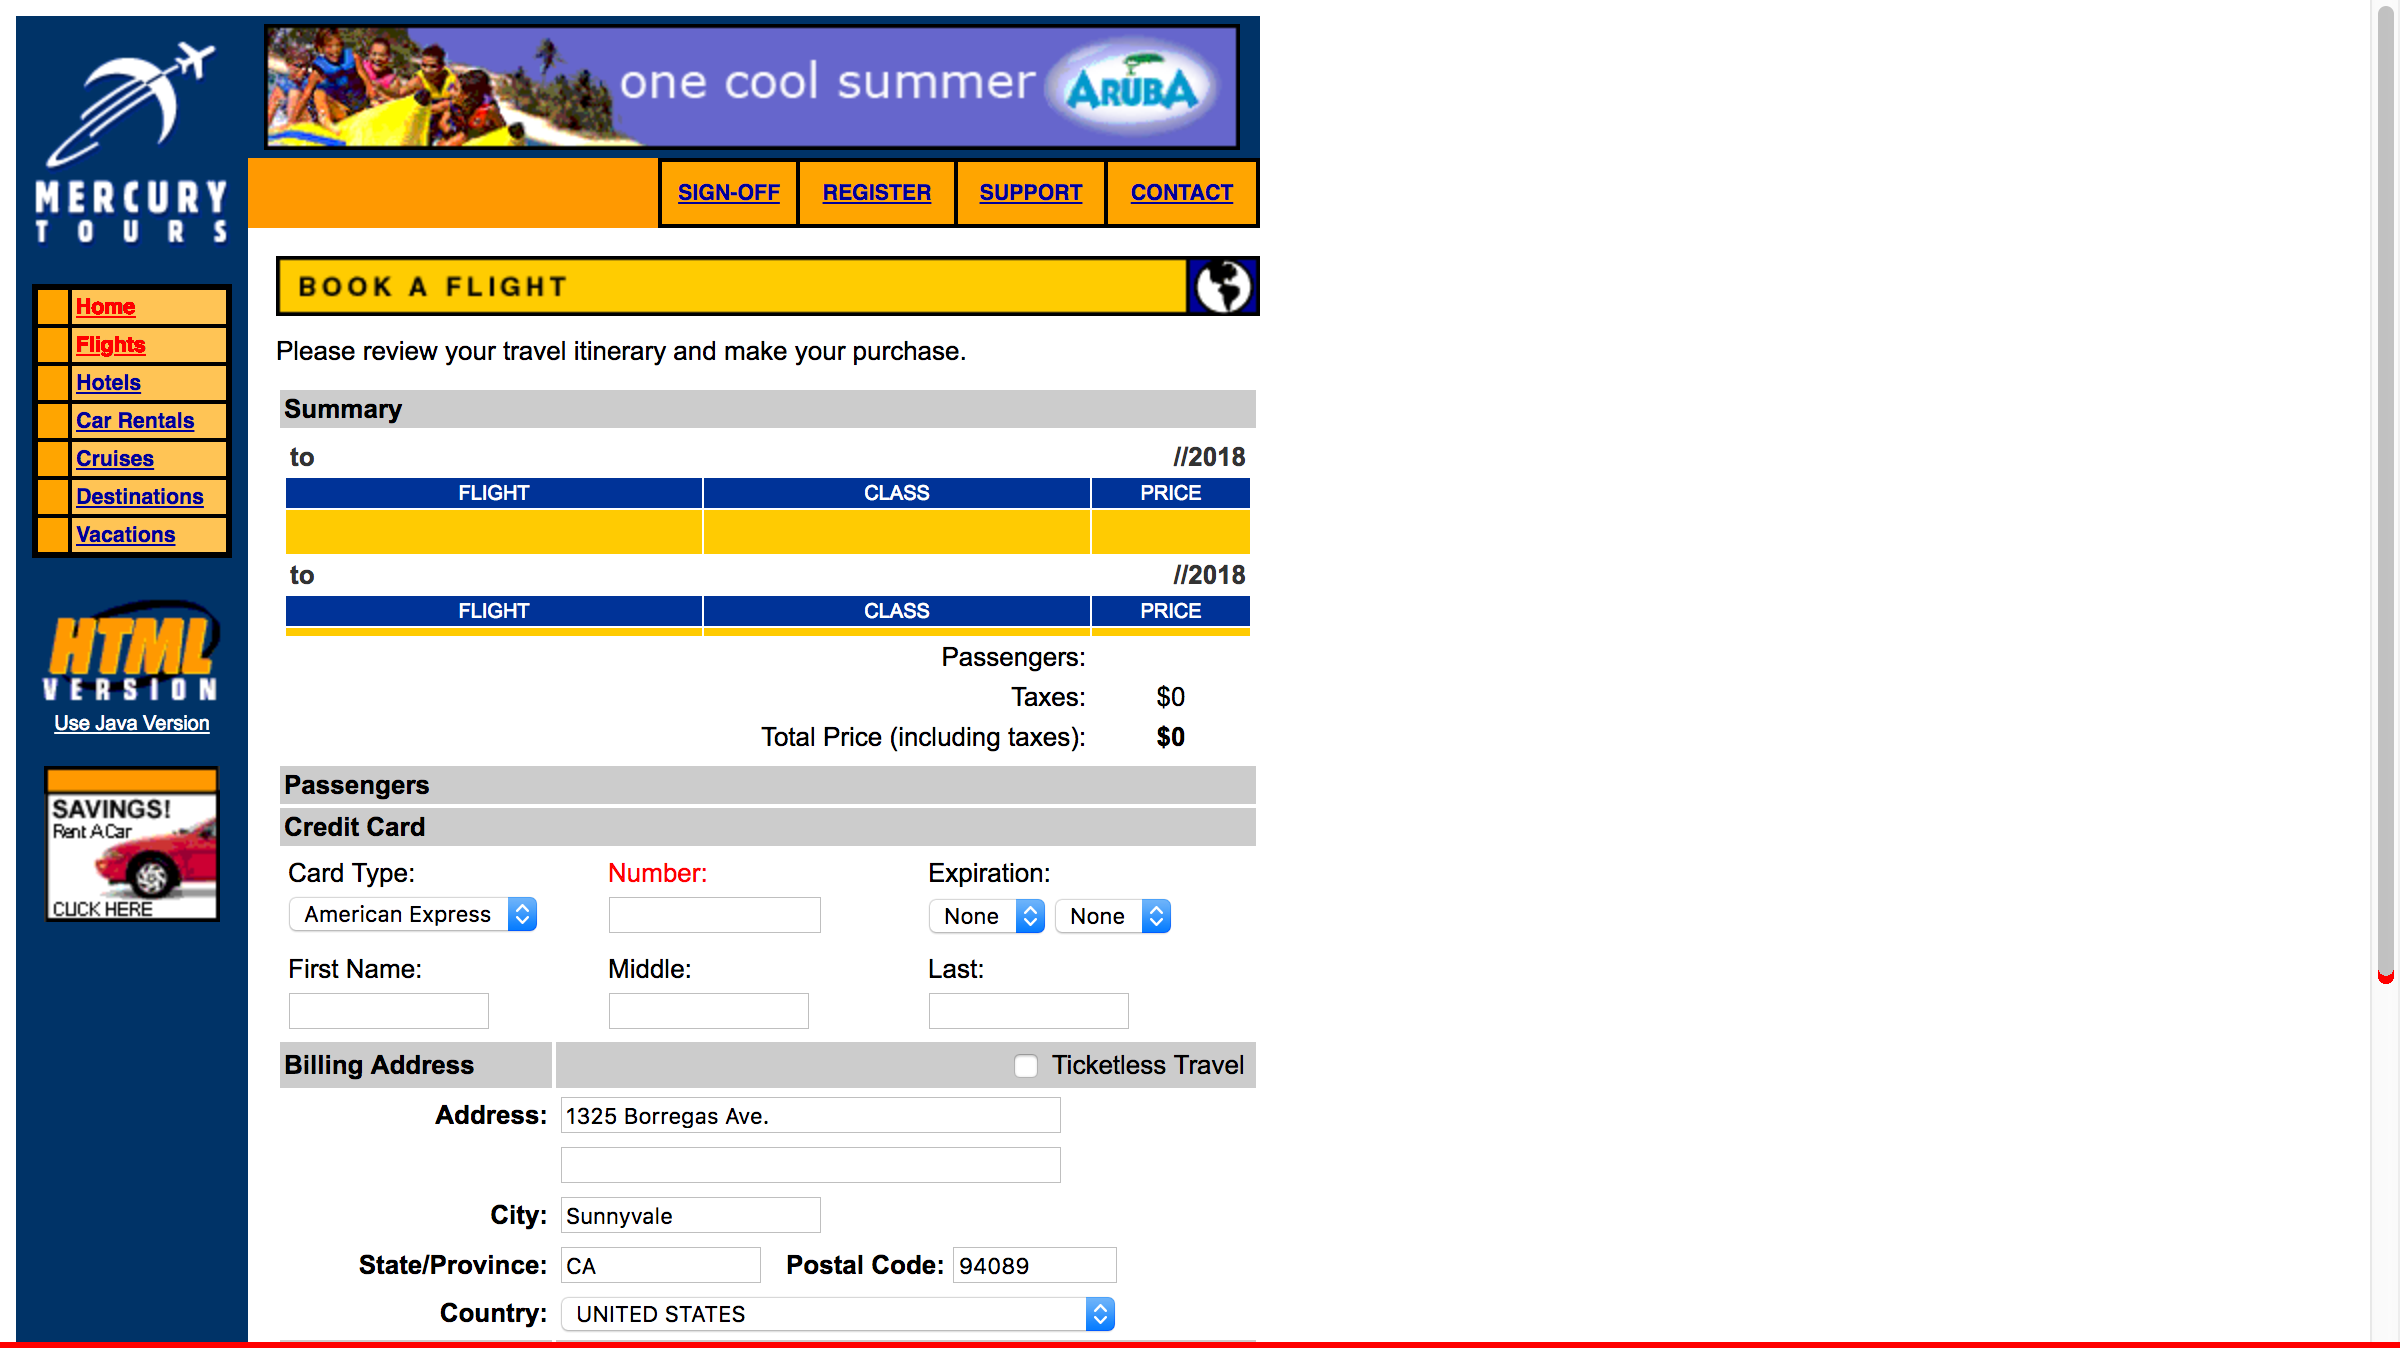 one cool summer ARUBA
MERCURY
TOURS
SIGN-OFF REGISTER SUPPORT CONTACT
BOOK A FLIGHT
Home
Flights
Hotels
Car Rentals
Cruises
Destinations
Vacations
HTML
VERSION
Use Java Version
SAVINGS!
Rent A Car
CLICK HERE
Please review your travel itinerary and make your purchase.
Summary
to //2018
FLIGHT CLASS PRICE
to //2018
FLIGHT CLASS PRICE
Passengers:
Taxes: $0
Total Price (including taxes): $0
Passengers
Credit Card
Card Type: Number: Expiration:
American Express None None
First Name: Middle: Last:
Billing Address Ticketless Travel
Address: 1325 Borregas Ave.
City: Sunnyvale
State/Province: CA Postal Code: 94089
Country: UNITED STATES